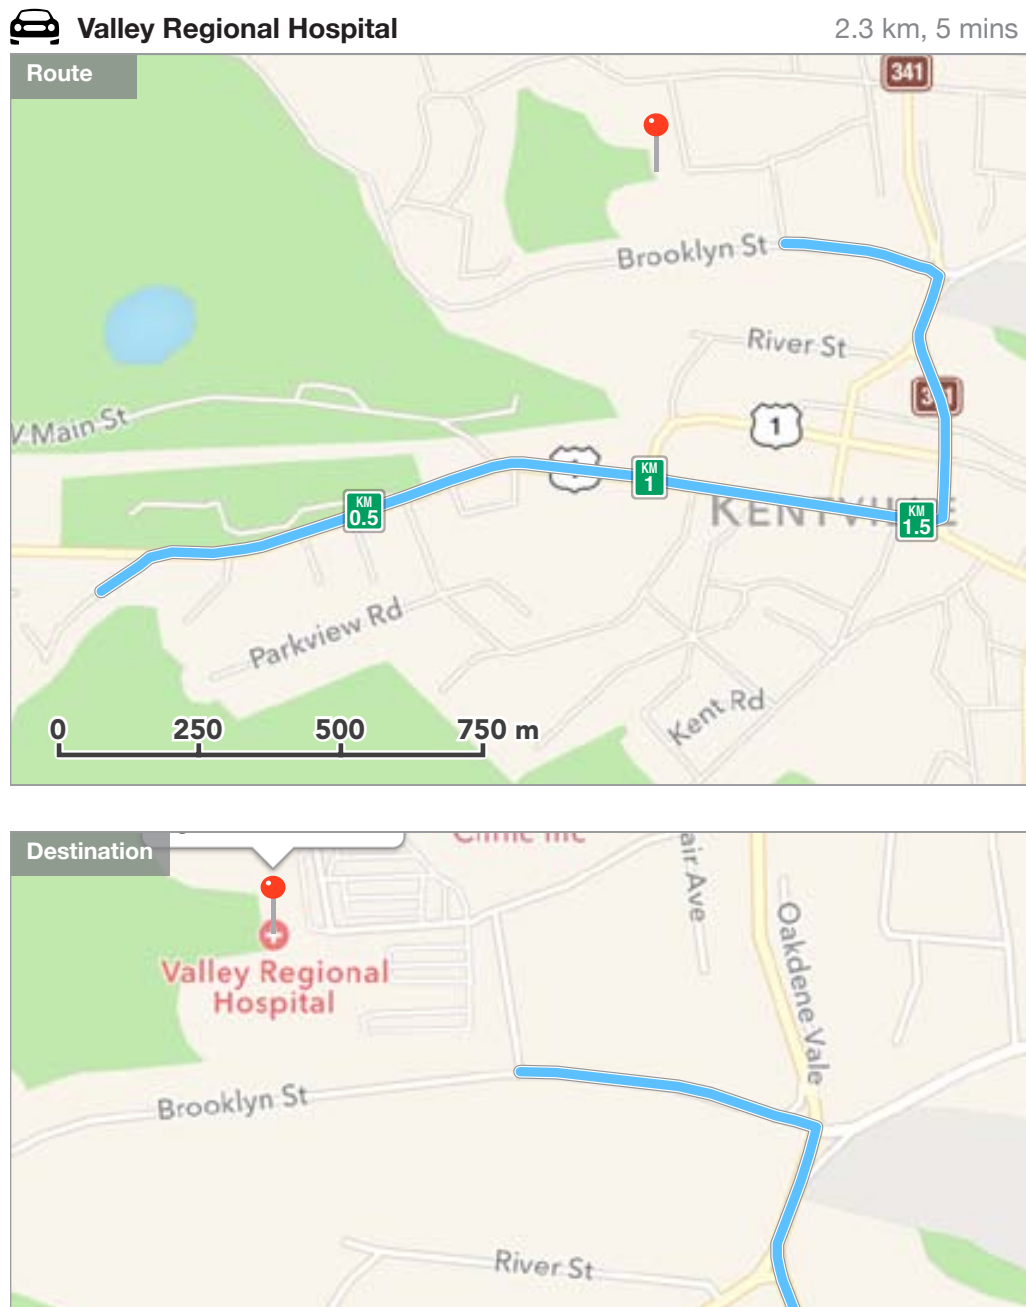 Valley Regional Hospital
2.3 km, 5 mins
Route
341
Brooklyn St
River St
Main St
1
KM
1
KM
0.5
KENTVILLE
KM
1.5
Parkview Rd
Kent Rd
0 250 500 750 m
Destination
Ave
Oakdene Vale
Valley Regional
Hospital
Brooklyn St
River St